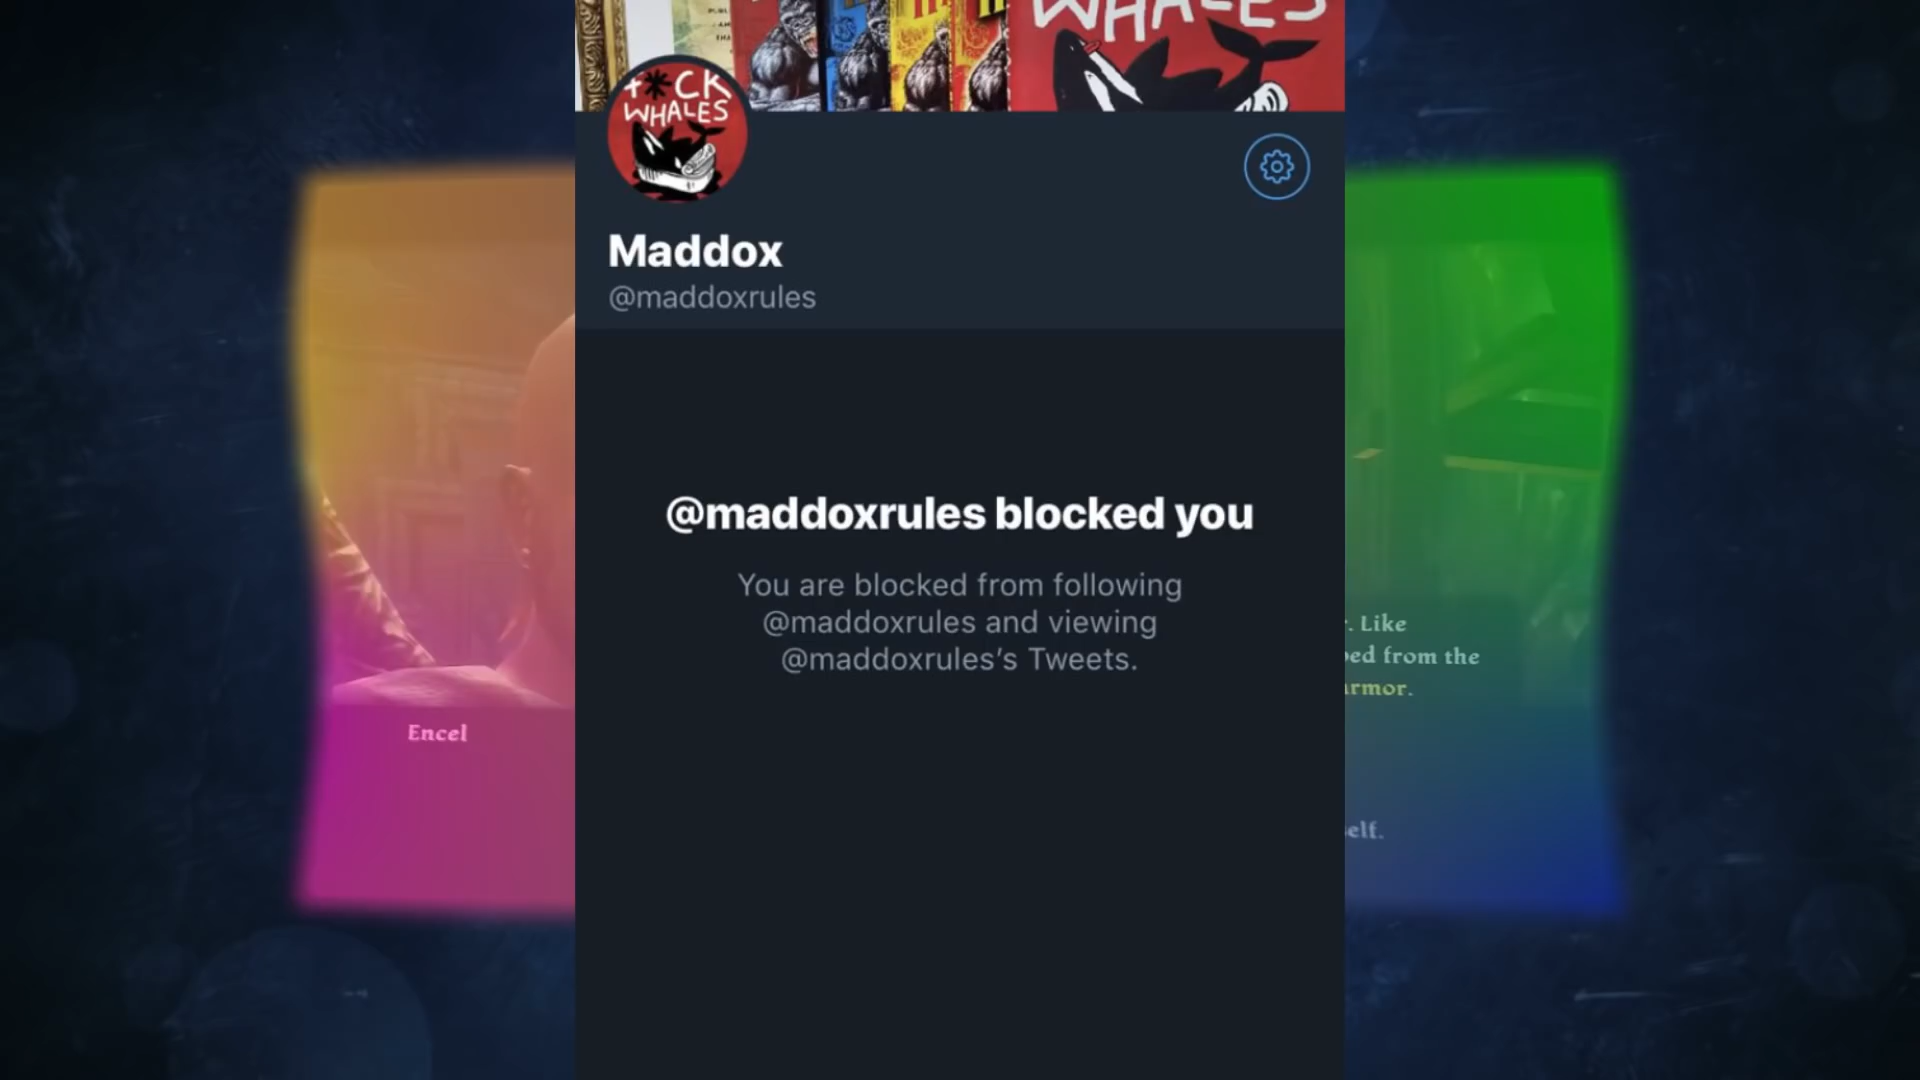 WHALES
F*CK
WHALES
Maddox
@maddoxrules
@maddoxrules blocked you
You are blocked from following
@maddoxrules and viewing
@maddoxrules's Tweets.
. Like
ed from the
armor.
Encel
elf.